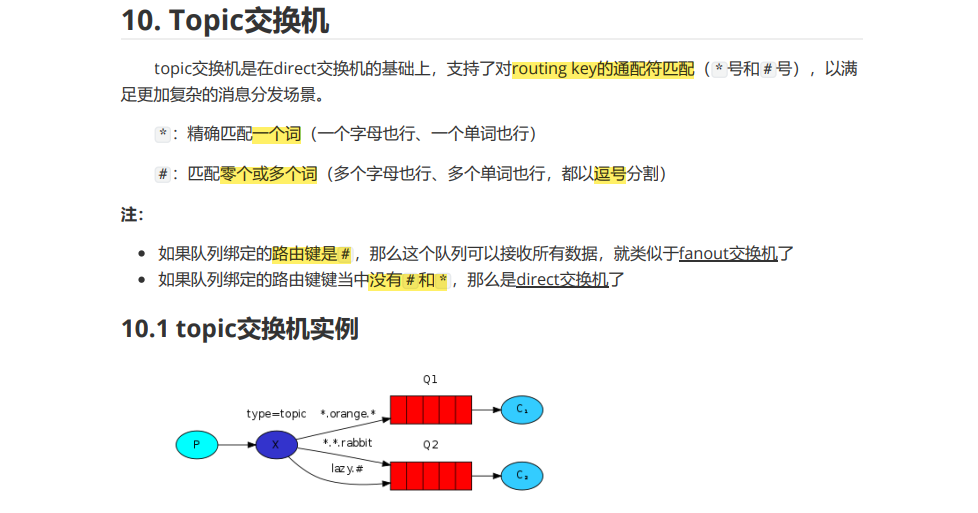 10. Topic交换机
topic交换机是在direct交换机的基础上，支持了对routing key的通配符匹配（*号和#号），以满
足更加复杂的消息分发场景。
*：精确匹配一个词（一个字母也行、一个单词也行）
#：匹配零个或多个词（多个字母也行、多个单词也行，都以逗号分割）
注：
如果队列绑定的路由键是#，那么这个队列可以接收所有数据，就类似于fanout交换机了
如果队列绑定的路由键键当中没有#和*，那么是direct交换机了
10.1 topic交换机实例
Q1
type=topic *.orange.* C₁
P X *.*.rabbit Q2
lazy.# C₂